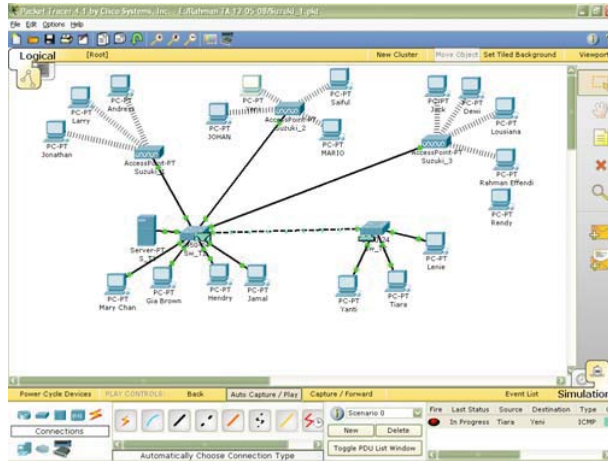 Packet Tracer 4.1 by Cisco Systems, Inc.
File Edit Options Help
Logical [Root] New Cluster Move Object Set Tiled Background Viewport
PC-PT
Andreas
PC-PT
Larry
PC-PT
Jonathan
AccessPoint-PT
PC-PT
PC-PT
JOHAN
PC-PT
Saiful
AccessPoint-PT
Suzuki_2
PC-PT
MARIO
PC-PT
Jack
PC-PT
Dewi
PC-PT
Lousiana
AccessPoint-PT
Suzuki_3
PC-PT
Rahman Effendi
PC-PT
Rendy
Server-PT
PC-PT
Mary Chan
PC-PT
Gia Brown
PC-PT
Hendry
PC-PT
Jamal
PC-PT
Lenie
PC-PT
Yanti
PC-PT
Tiara
Power Cycle Devices PLAY CONTROLS: Back Auto Capture / Play Capture / Forward Event List Simulation
Connections
Automatically Choose Connection Type
Scenario 0
New Delete
Toggle PDU List Window
Fire Last Status Source Destination Type
In Progress Tiara Yeni ICMP